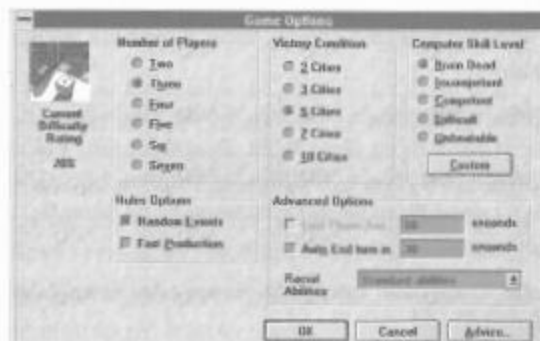 Game Options
Current
Difficulty
Rating
Number of Players
Two
Three
Four
Five
Six
Seven
Victory Condition
2 Cities
3 Cities
5 Cities
7 Cities
10 Cities
Computer Skill Level
Brain Dead
Incompetent
Competent
Difficult
Unbeatable
Custom
Rules Options
Random Events
Fast Production
Advanced Options
seconds
Auto End turn in
seconds
Racial
Abilities:
Standard abilities
OK
Cancel
Advice..